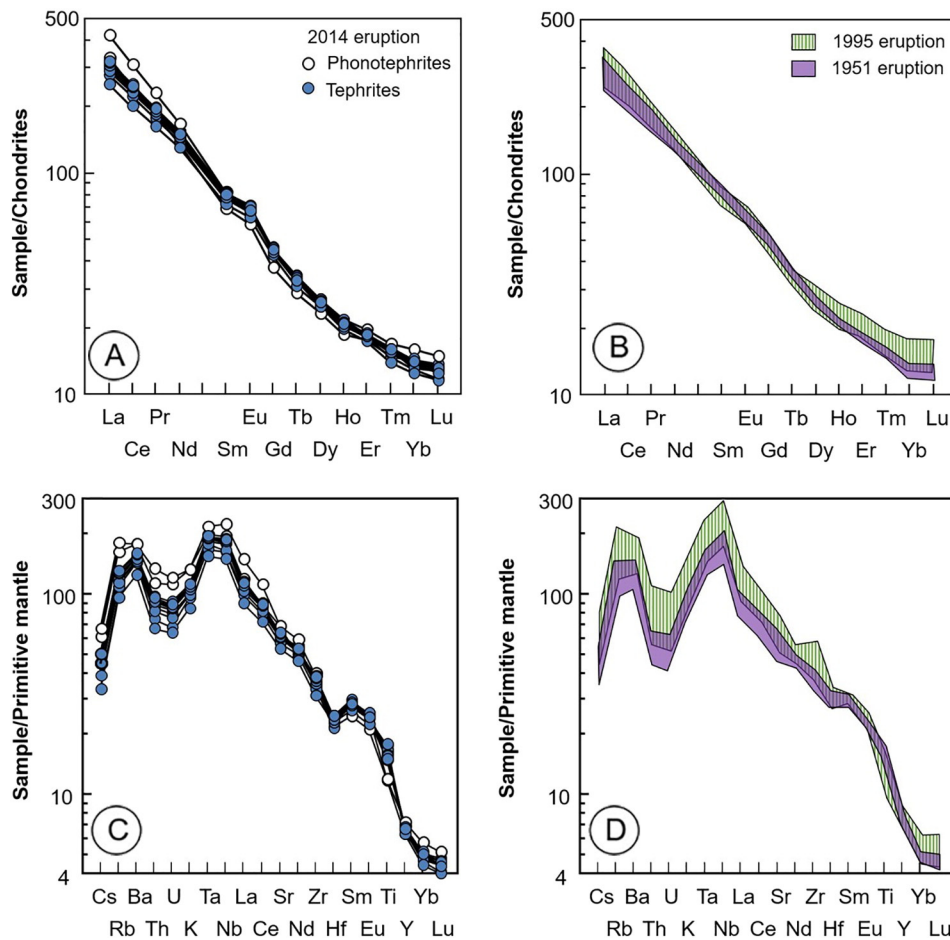 500
100
10
Sample/Chondrites
2014 eruption
Phonotephrites
Tephrites
A
La Pr Eu Tb Ho Tm Lu
Ce Nd Sm Gd Dy Er Yb
500
100
10
Sample/Chondrites
1995 eruption
1951 eruption
B
La Pr Eu Tb Ho Tm Lu
Ce Nd Sm Gd Dy Er Yb
300
100
10
4
Sample/Primitive mantle
C
Cs Ba U Ta La Sr Zr Sm Ti Yb
Rb Th K Nb Ce Nd Hf Eu Y Lu
300
100
10
4
Sample/Primitive mantle
D
Cs Ba U Ta La Sr Zr Sm Ti Yb
Rb Th K Nb Ce Nd Hf Eu Y Lu